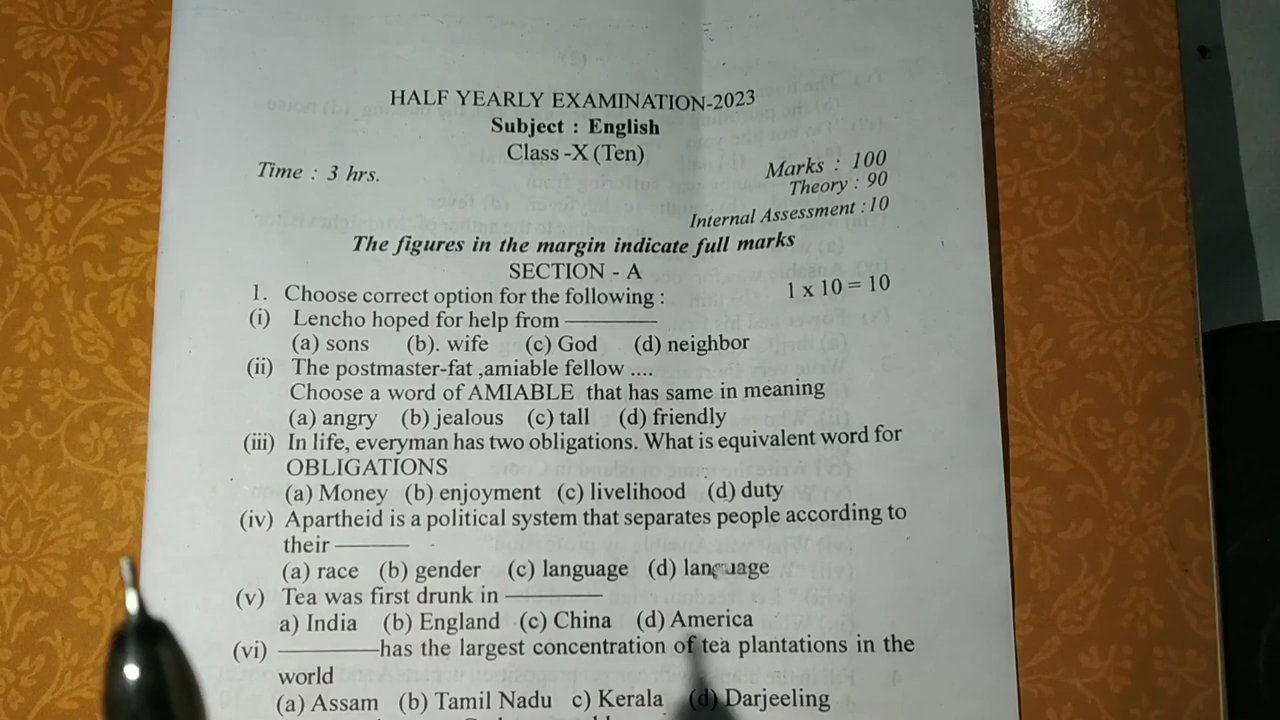 HALF YEARLY EXAMINATION-2023
Subject : English
Class -X (Ten)
Time : 3 hrs.
Marks : 100
Theory : 90
Internal Assessment :10
The figures in the margin indicate full marks
SECTION - A
1. Choose correct option for the following : 1 x 10 = 10
(i) Lencho hoped for help from ————
(a) sons (b). wife (c) God (d) neighbor
(ii) The postmaster-fat ,amiable fellow ....
Choose a word of AMIABLE that has same in meaning
(a) angry (b) jealous (c) tall (d) friendly
(iii) In life, everyman has two obligations. What is equivalent word for
OBLIGATIONS
(a) Money (b) enjoyment (c) livelihood (d) duty
(iv) Apartheid is a political system that separates people according to
their ————
(a) race (b) gender (c) language (d) language
(v) Tea was first drunk in ————
a) India (b) England (c) China (d) America
(vi) ————has the largest concentration of tea plantations in the
world
(a) Assam (b) Tamil Nadu c) Kerala (d) Darjeeling